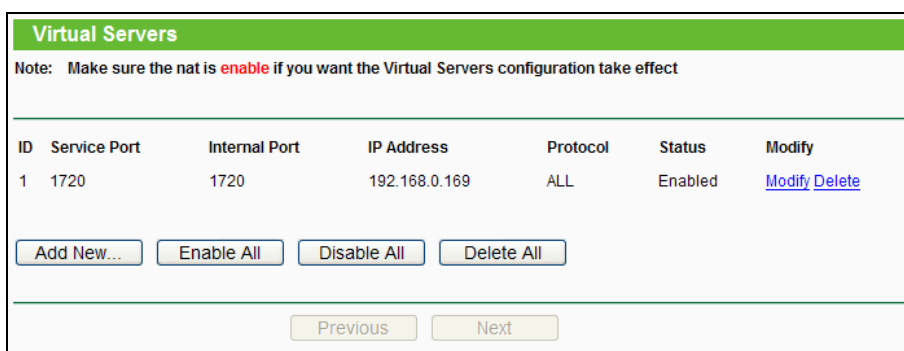 Virtual Servers
Note: Make sure the nat is enable if you want the Virtual Servers configuration take effect
ID Service Port Internal Port IP Address Protocol Status Modify
1 1720 1720 192.168.0.169 ALL Enabled Modify Delete
Add New... Enable All Disable All Delete All
Previous Next